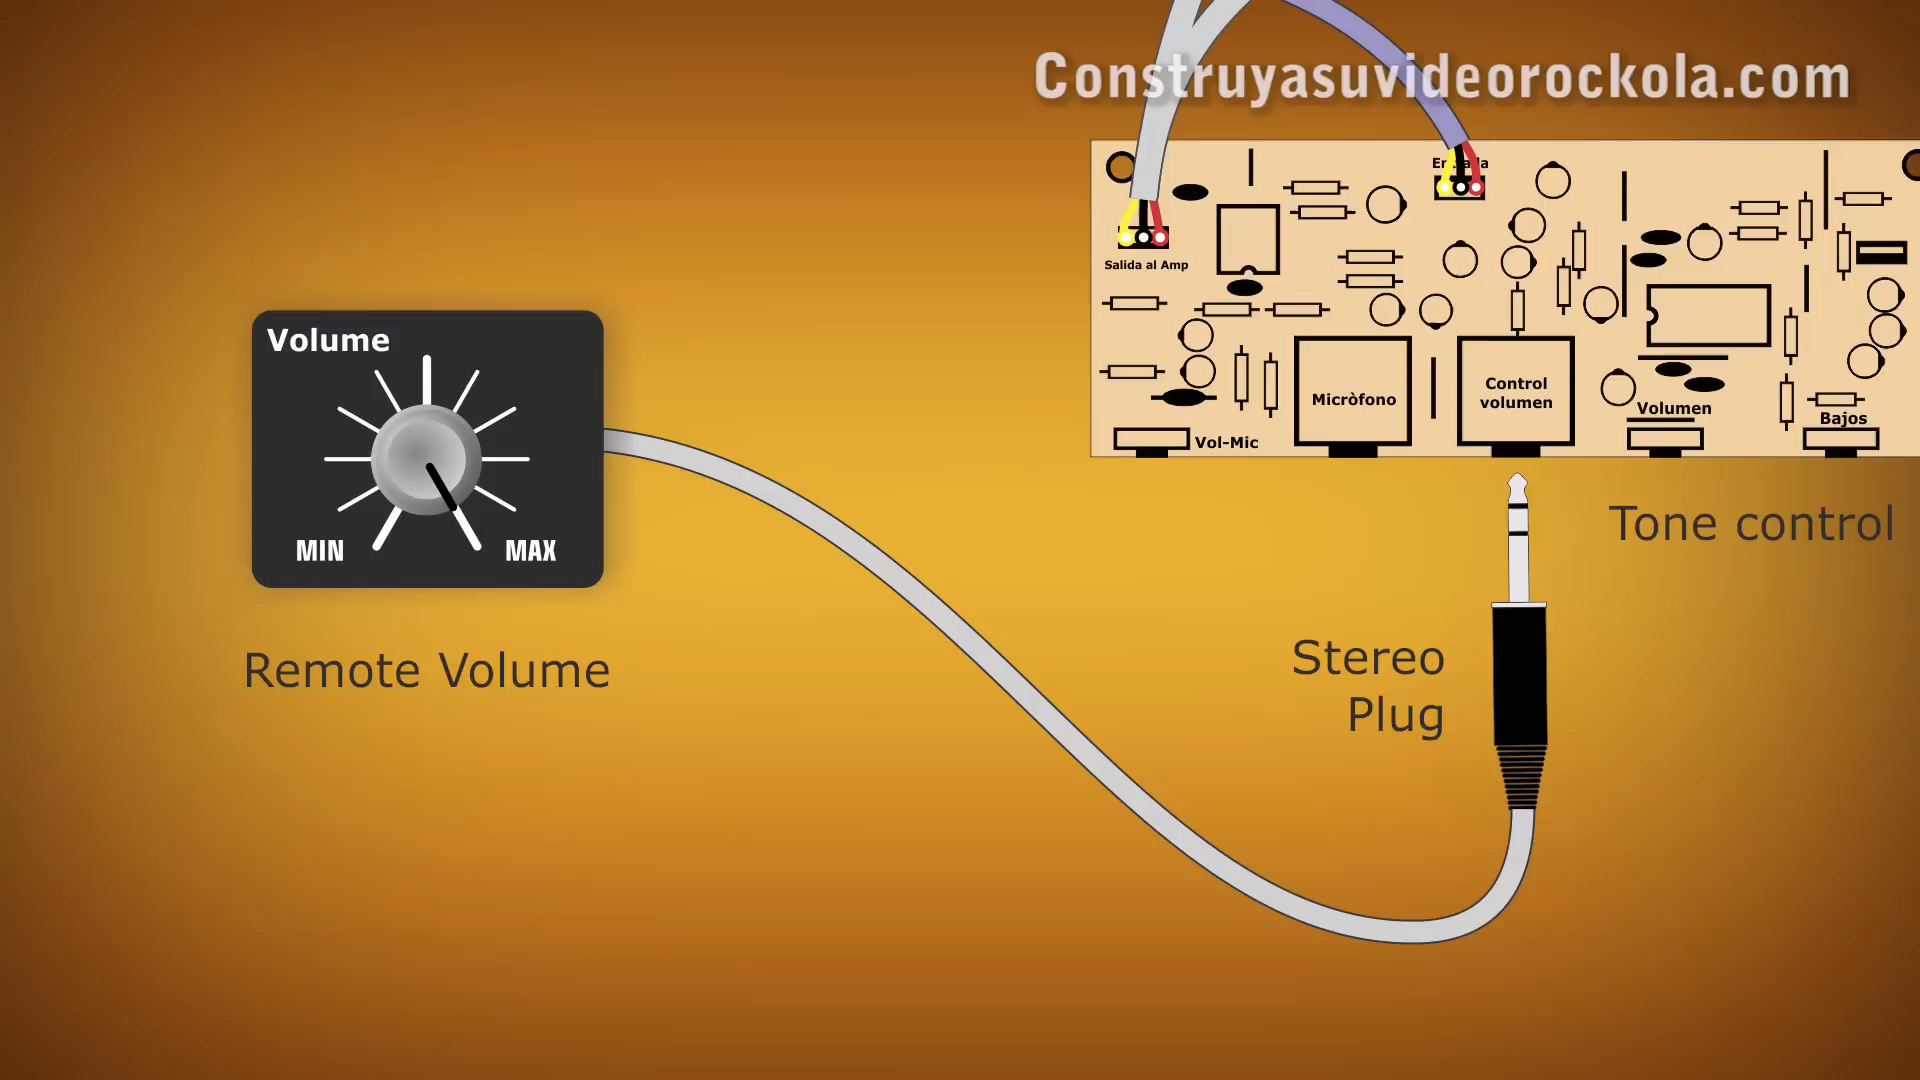 Construyasuvideorockola.com
Entrada
Salida al Amp
Volume
MIN
MAX
Micròfono
Control
volumen
Volumen
Bajos
Vol-Mic
Tone control
Remote Volume
Stereo
Plug